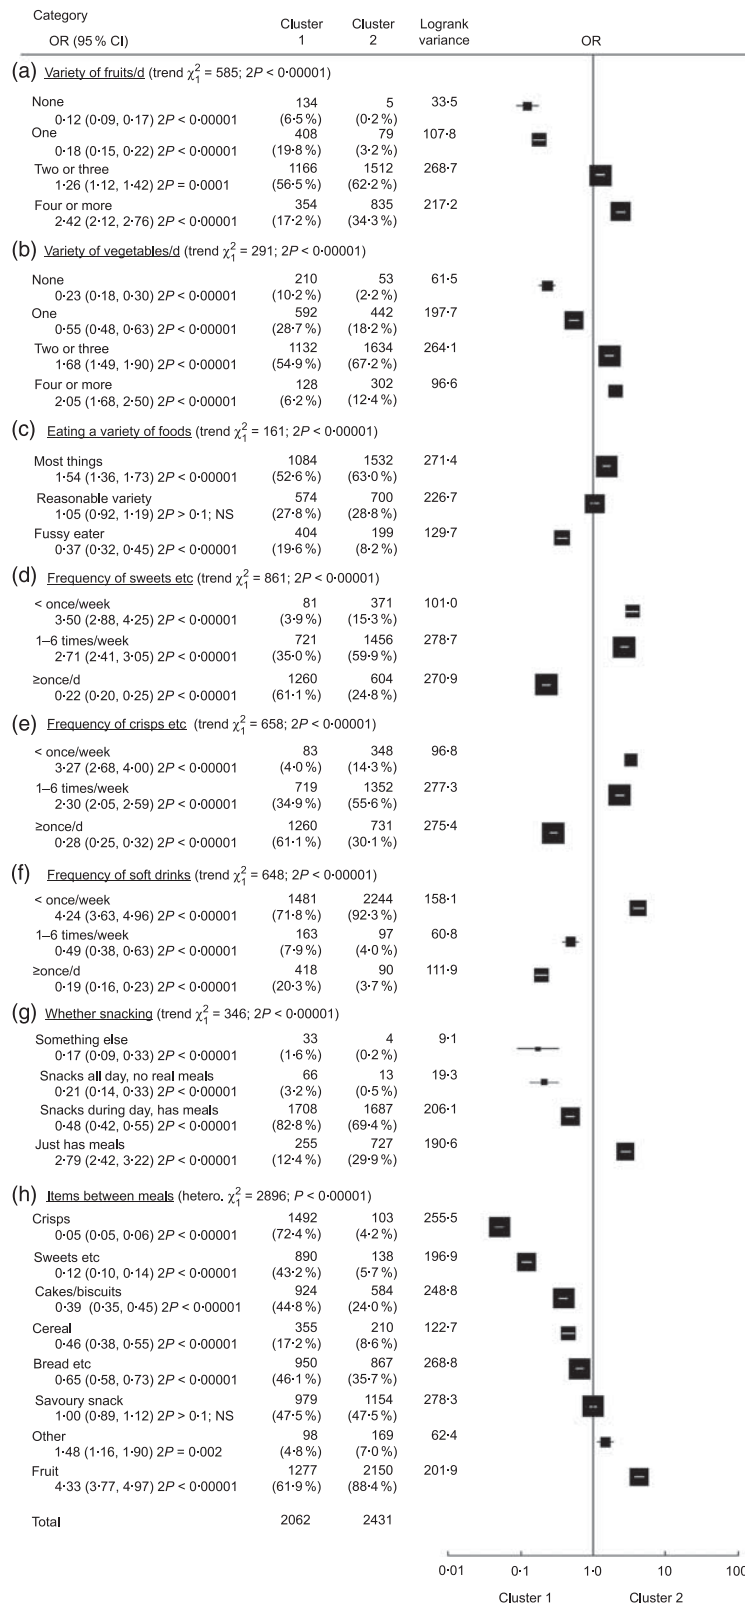 Category
OR (95 % CI)
Cluster 1
Cluster 2
Logrank variance
OR
(a) Variety of fruits/d (trend χ²₁ = 585; 2P < 0·00001)
None 134 5 33·5
0·12 (0·09, 0·17) 2P < 0·00001 (6·5 %) (0·2 %)
One 408 79 107·8
0·18 (0·15, 0·22) 2P < 0·00001 (19·8 %) (3·2 %)
Two or three 1166 1512 268·7
1·26 (1·12, 1·42) 2P = 0·0001 (56·5 %) (62·2 %)
Four or more 354 835 217·2
2·42 (2·12, 2·76) 2P < 0·00001 (17·2 %) (34·3 %)
(b) Variety of vegetables/d (trend χ²₁ = 291; 2P < 0·00001)
None 210 53 61·5
0·23 (0·18, 0·30) 2P < 0·00001 (10·2 %) (2·2 %)
One 592 442 197·7
0·55 (0·48, 0·63) 2P < 0·00001 (28·7 %) (18·2 %)
Two or three 1132 1634 264·1
1·68 (1·49, 1·90) 2P < 0·00001 (54·9 %) (67·2 %)
Four or more 128 302 96·6
2·05 (1·68, 2·50) 2P < 0·00001 (6·2 %) (12·4 %)
(c) Eating a variety of foods (trend χ²₁ = 161; 2P < 0·00001)
Most things 1084 1532 271·4
1·54 (1·36, 1·73) 2P < 0·00001 (52·6 %) (63·0 %)
Reasonable variety 574 700 226·7
1·05 (0·92, 1·19) 2P > 0·1; NS (27·8 %) (28·8 %)
Fussy eater 404 199 129·7
0·37 (0·32, 0·45) 2P < 0·00001 (19·6 %) (8·2 %)
(d) Frequency of sweets etc (trend χ²₁ = 861; 2P < 0·00001)
< once/week 81 371 101·0
3·50 (2·88, 4·25) 2P < 0·00001 (3·9 %) (15·3 %)
1–6 times/week 721 1456 278·7
2·71 (2·41, 3·05) 2P < 0·00001 (35·0 %) (59·9 %)
≥once/d 1260 604 270·9
0·22 (0·20, 0·25) 2P < 0·00001 (61·1 %) (24·8 %)
(e) Frequency of crisps etc (trend χ²₁ = 658; 2P < 0·00001)
< once/week 83 348 96·8
3·27 (2·68, 4·00) 2P < 0·00001 (4·0 %) (14·3 %)
1–6 times/week 719 1352 277·3
2·30 (2·05, 2·59) 2P < 0·00001 (34·9 %) (55·6 %)
≥once/d 1260 731 275·4
0·28 (0·25, 0·32) 2P < 0·00001 (61·1 %) (30·1 %)
(f) Frequency of soft drinks (trend χ²₁ = 648; 2P < 0·00001)
< once/week 1481 2244 158·1
4·24 (3·63, 4·96) 2P < 0·00001 (71·8 %) (92·3 %)
1–6 times/week 163 97 60·8
0·49 (0·38, 0·63) 2P < 0·00001 (7·9 %) (4·0 %)
≥once/d 418 90 111·9
0·19 (0·16, 0·23) 2P < 0·00001 (20·3 %) (3·7 %)
(g) Whether snacking (trend χ²₁ = 346; 2P < 0·00001)
Something else 33 4 9·1
0·17 (0·09, 0·33) 2P < 0·00001 (1·6 %) (0·2 %)
Snacks all day, no real meals 66 13 19·3
0·21 (0·14, 0·33) 2P < 0·00001 (3·2 %) (0·5 %)
Snacks during day, has meals 1708 1687 206·1
0·48 (0·42, 0·55) 2P < 0·00001 (82·8 %) (69·4 %)
Just has meals 255 727 190·6
2·79 (2·42, 3·22) 2P < 0·00001 (12·4 %) (29·9 %)
(h) Items between meals (hetero. χ²₁ = 2896; P < 0·00001)
Crisps 1492 103 255·5
0·05 (0·05, 0·06) 2P < 0·00001 (72·4 %) (4·2 %)
Sweets etc 890 138 196·9
0·12 (0·10, 0·14) 2P < 0·00001 (43·2 %) (5·7 %)
Cakes/biscuits 924 584 248·8
0·39 (0·35, 0·45) 2P < 0·00001 (44·8 %) (24·0 %)
Cereal 355 210 122·7
0·46 (0·38, 0·55) 2P < 0·00001 (17·2 %) (8·6 %)
Bread etc 950 867 268·8
0·65 (0·58, 0·73) 2P < 0·00001 (46·1 %) (35·7 %)
Savoury snack 979 1154 278·3
1·00 (0·89, 1·12) 2P > 0·1; NS (47·5 %) (47·5 %)
Other 98 169 62·4
1·48 (1·16, 1·90) 2P = 0·002 (4·8 %) (7·0 %)
Fruit 1277 2150 201·9
4·33 (3·77, 4·97) 2P < 0·00001 (61·9 %) (88·4 %)
Total 2062 2431
0·01 0·1 1·0 10 100
Cluster 1 Cluster 2